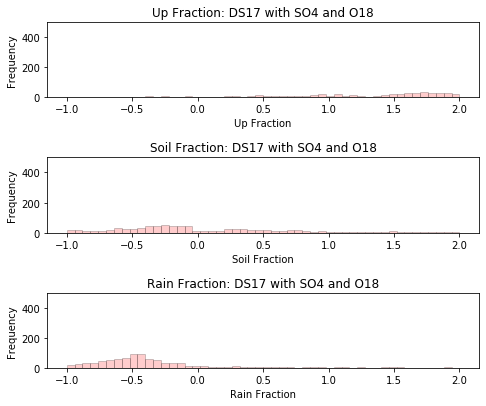 Up Fraction: DS17 with SO4 and O18
400
200
0
Frequency
−1.0 −0.5 0.0 0.5 1.0 1.5 2.0
Up Fraction
Soil Fraction: DS17 with SO4 and O18
400
200
0
Frequency
−1.0 −0.5 0.0 0.5 1.0 1.5 2.0
Soil Fraction
Rain Fraction: DS17 with SO4 and O18
400
200
0
Frequency
−1.0 −0.5 0.0 0.5 1.0 1.5 2.0
Rain Fraction